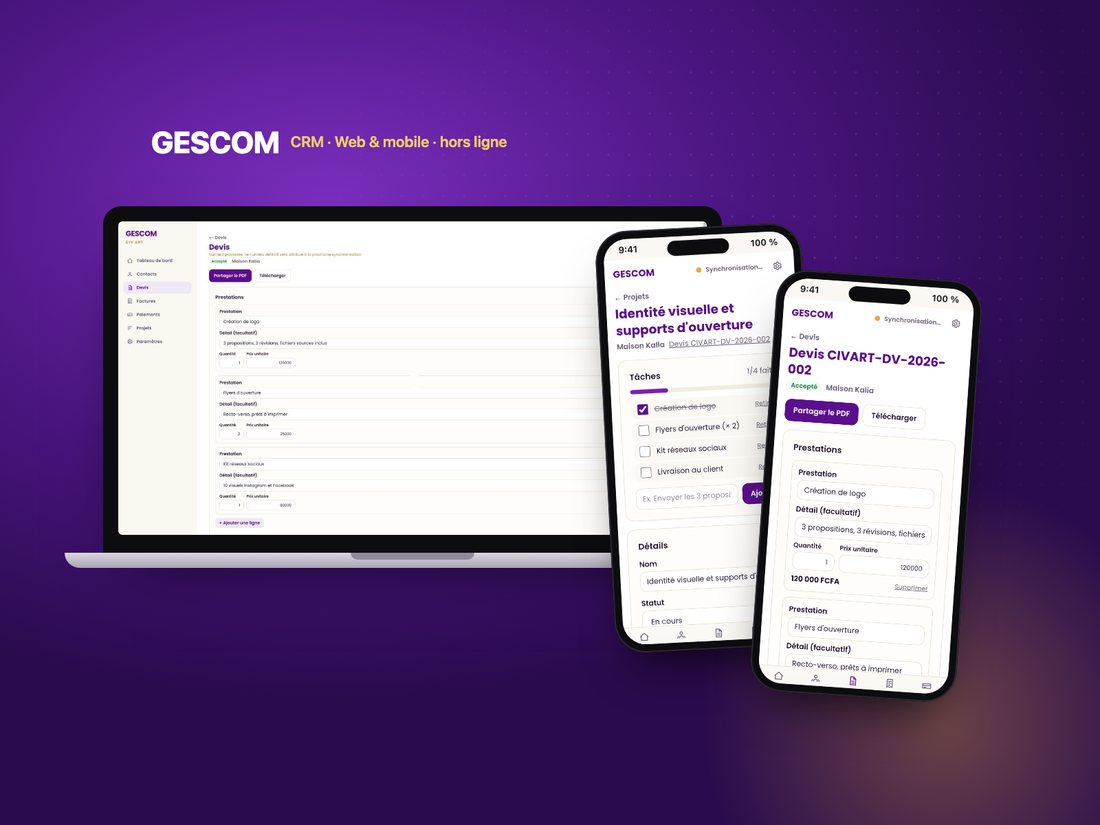 GESCOM CRM · Web & mobile · hors ligne
GESCOM
CIV'ART
Tableau de bord
Contacts
Devis
Factures
Paiements
Projets
Paramètres
← Devis
Devis
Accepté Maison Kalia
Partager le PDF Télécharger
Prestations
Prestation
Création de logo
Détail (facultatif)
3 propositions, 3 révisions, fichiers sources inclus
Quantité Prix unitaire
1 120000
Prestation
Flyers d'ouverture
Détail (facultatif)
Recto-verso, prêts à imprimer
Quantité Prix unitaire
2 25000
Prestation
Kit réseaux sociaux
Détail (facultatif)
10 visuels Instagram et Facebook
Quantité Prix unitaire
1 80000
+ Ajouter une ligne
9:41 100 %
GESCOM Synchronisation…
← Projets
Identité visuelle et
supports d'ouverture
Maison Kalia Devis CIVART-DV-2026-002
Tâches 1/4 fait
Création de logo Reti
Flyers d'ouverture (× 2) Re
Kit réseaux sociaux Re
Livraison au client Re
Ex. Envoyer les 3 proposi Ajo
Détails
Nom
Identité visuelle et supports d'
Statut
En cours
9:41 100 %
GESCOM Synchronisation…
← Devis
Devis CIVART-DV-2026-
002
Accepté Maison Kalia
Partager le PDF Télécharger
Prestations
Prestation
Création de logo
Détail (facultatif)
3 propositions, 3 révisions, fichiers
Quantité Prix unitaire
1 120000
120 000 FCFA Supprimer
Prestation
Flyers d'ouverture
Détail (facultatif)
Recto-verso, prêts à imprimer